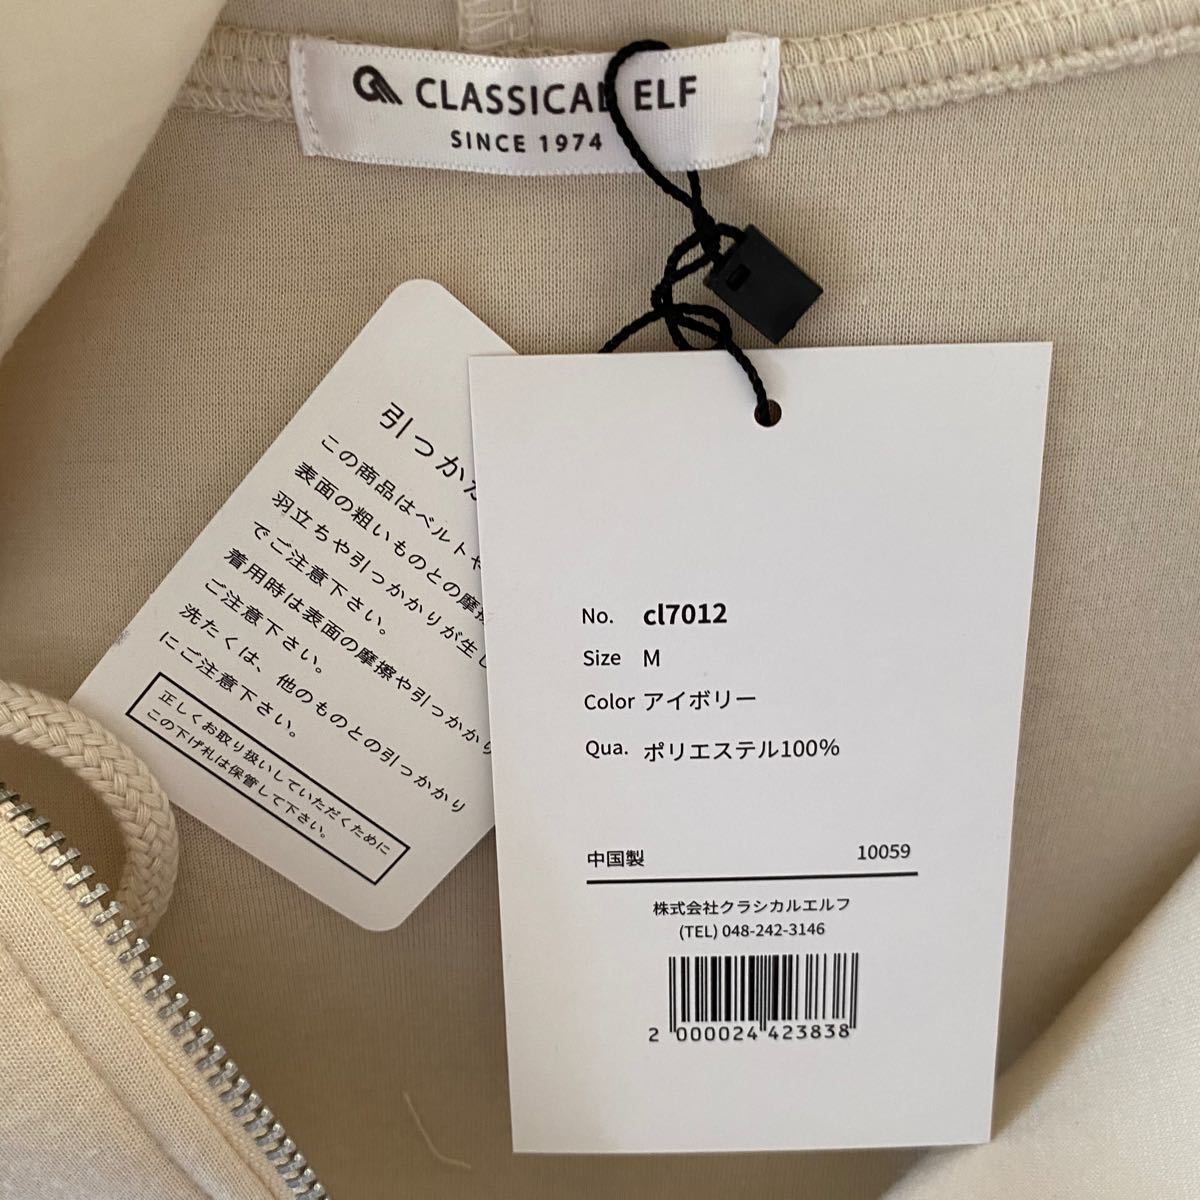 CLASSICAL ELF
SINCE 1974
引っかか
この商品はベルトや
表面の粗いものとの摩擦
羽立ちや引っかかりが生じ
でご注意下さい。
着用時は表面の摩擦や引っかかり
ご注意下さい。
洗たくは、他のものとの引っかかり
にご注意下さい。
正しくお取り扱いしていただくために
この下げ札は保管して下さい。
No. cl7012
Size M
Color アイボリー
Qua. ポリエステル100%
中国製 10059
株式会社クラシカルエルフ
(TEL) 048-242-3146
2 000024 423838